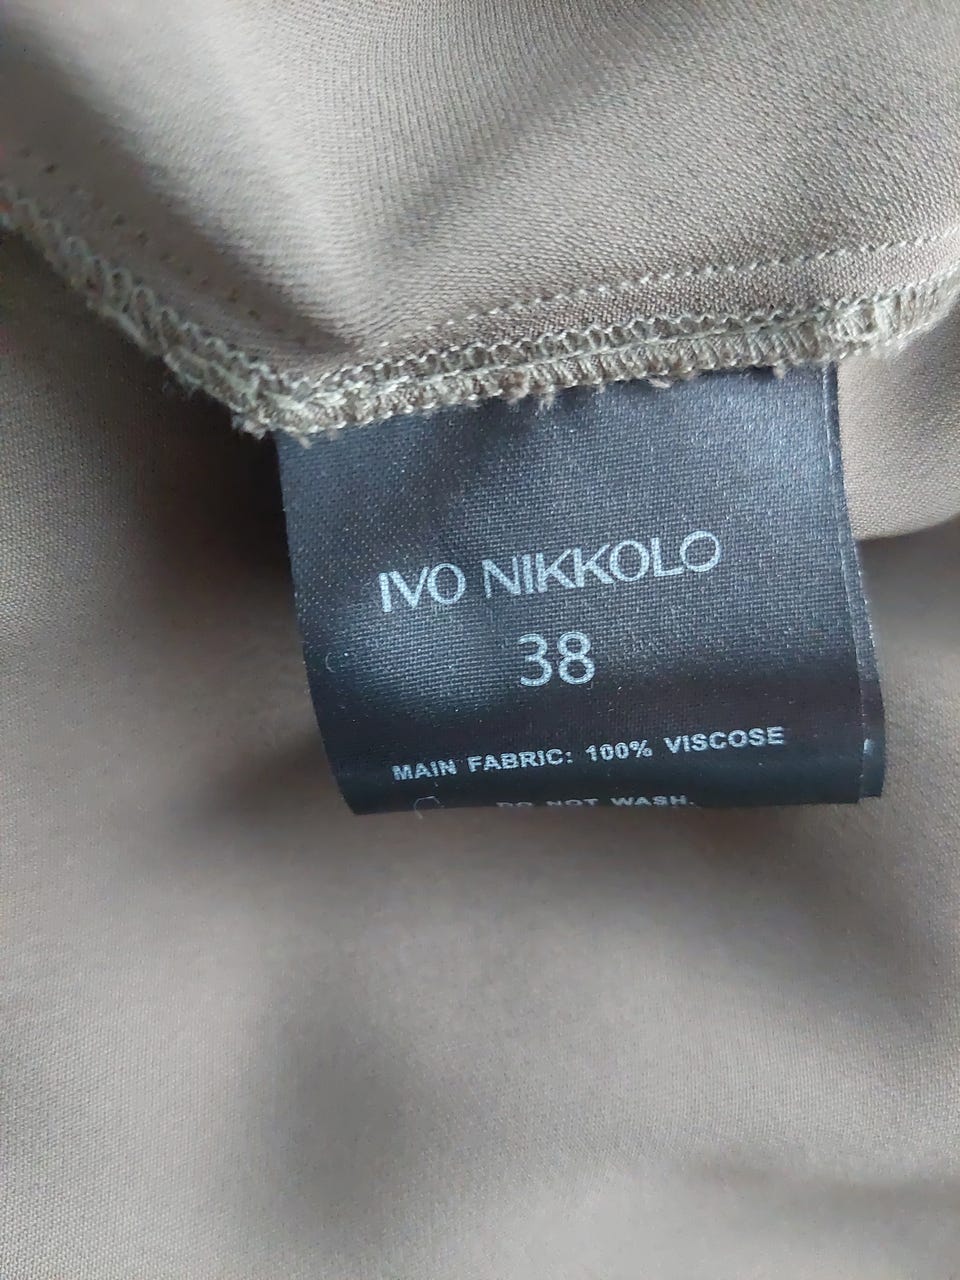 IVO NIKKOLO
38
MAIN FABRIC: 100% VISCOSE
DO NOT WASH.